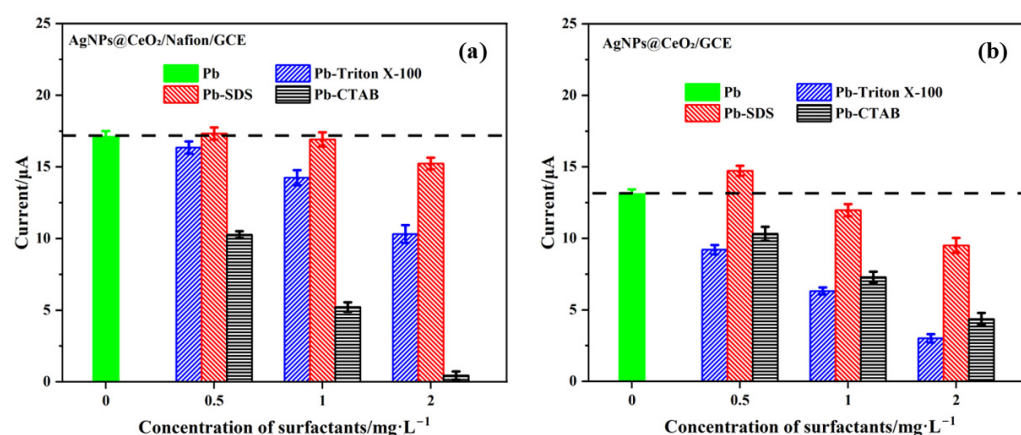 AgNPs@CeO₂/Nafion/GCE (a)
Pb Pb-Triton X-100
Pb-SDS Pb-CTAB
25
20
15
10
5
0
Current/μA
0 0.5 1 2
Concentration of surfactants/mg·L⁻¹
AgNPs@CeO₂/GCE (b)
Pb Pb-Triton X-100
Pb-SDS Pb-CTAB
25
20
15
10
5
0
Current/μA
0 0.5 1 2
Concentration of surfactants/mg·L⁻¹